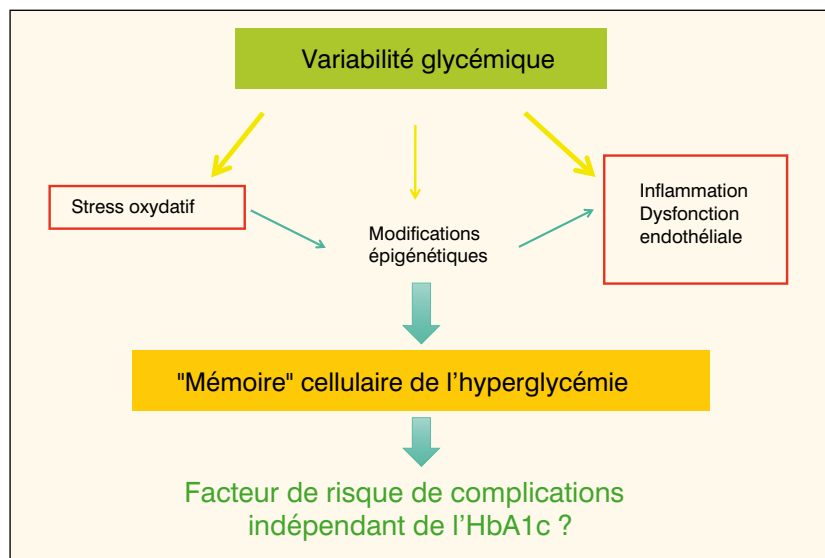 Variabilité glycémique
Stress oxydatif
Modifications
épigénétiques
Inflammation
Dysfonction
endothéliale
"Mémoire" cellulaire de l’hyperglycémie
Facteur de risque de complications
indépendant de l’HbA1c ?